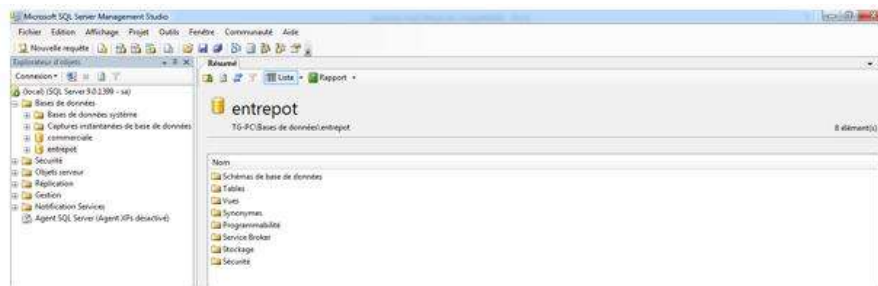 Microsoft SQL Server Management Studio
Fichier Edition Affichage Projet Outils Fenêtre Communauté Aide
Nouvelle requête
Explorateur d'objets
Résumé
Connexion
Liste
Rapport
(local) (SQL Server 9.0.1399 - sa)
Bases de données
Bases de données système
Captures instantanées de base de données
commerciale
entrepot
Sécurité
Objets serveur
Réplication
Gestion
Notification Services
Agent SQL Server (Agent XPs désactivé)
entrepot
TG-PC\Bases de données\entrepot
8 élément(s)
Nom
Schémas de base de données
Tables
Vues
Synonymes
Programmabilité
Service Broker
Stockage
Sécurité